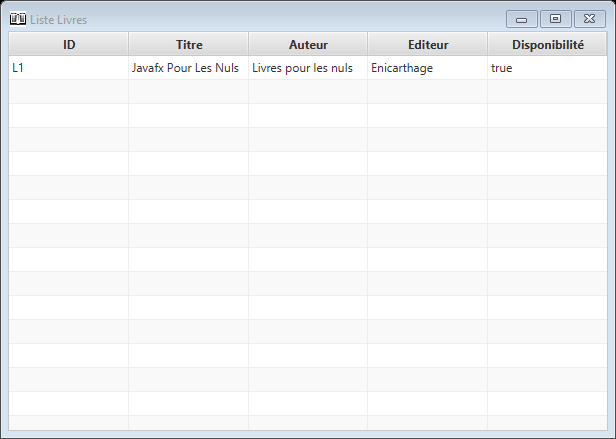 Liste Livres
ID Titre Auteur Editeur Disponibilité
L1 Javafx Pour Les Nuls Livres pour les nuls Enicarthage true